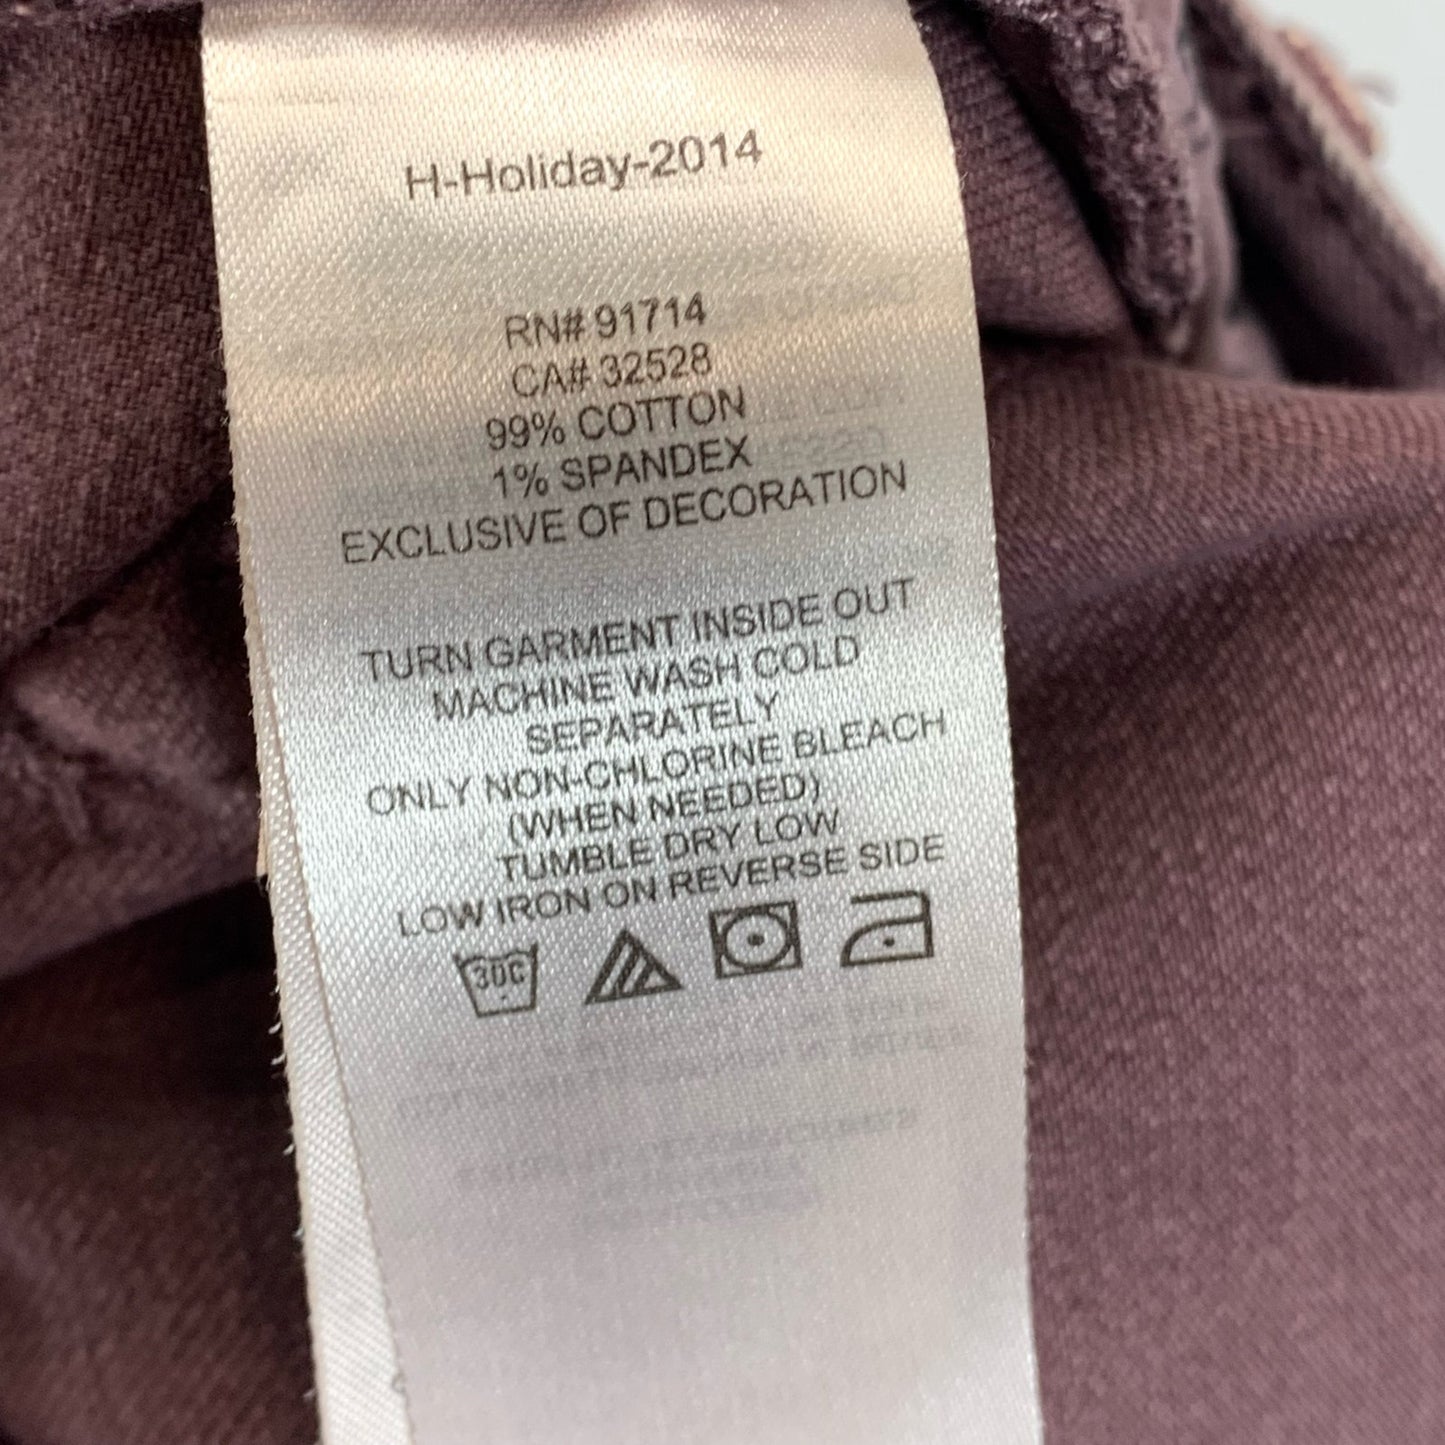 H-Holiday-2014
RN# 91714
CA# 32528
99% COTTON
1% SPANDEX
EXCLUSIVE OF DECORATION
TURN GARMENT INSIDE OUT
MACHINE WASH COLD
SEPARATELY
ONLY NON-CHLORINE BLEACH
(WHEN NEEDED)
TUMBLE DRY LOW
LOW IRON ON REVERSE SIDE
30C